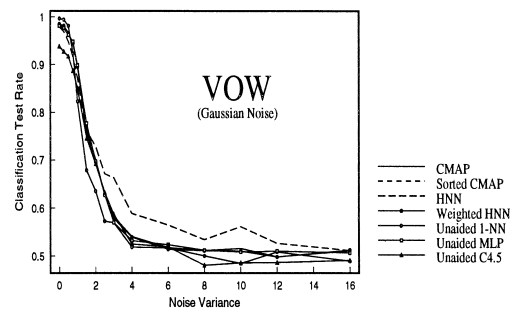 1
0.9
0.8
0.7
0.6
0.5
Classification Test Rate
VOW
(Gaussian Noise)
0 2 4 6 8 10 12 14 16
Noise Variance
CMAP
Sorted CMAP
HNN
Weighted HNN
Unaided 1-NN
Unaided MLP
Unaided C4.5